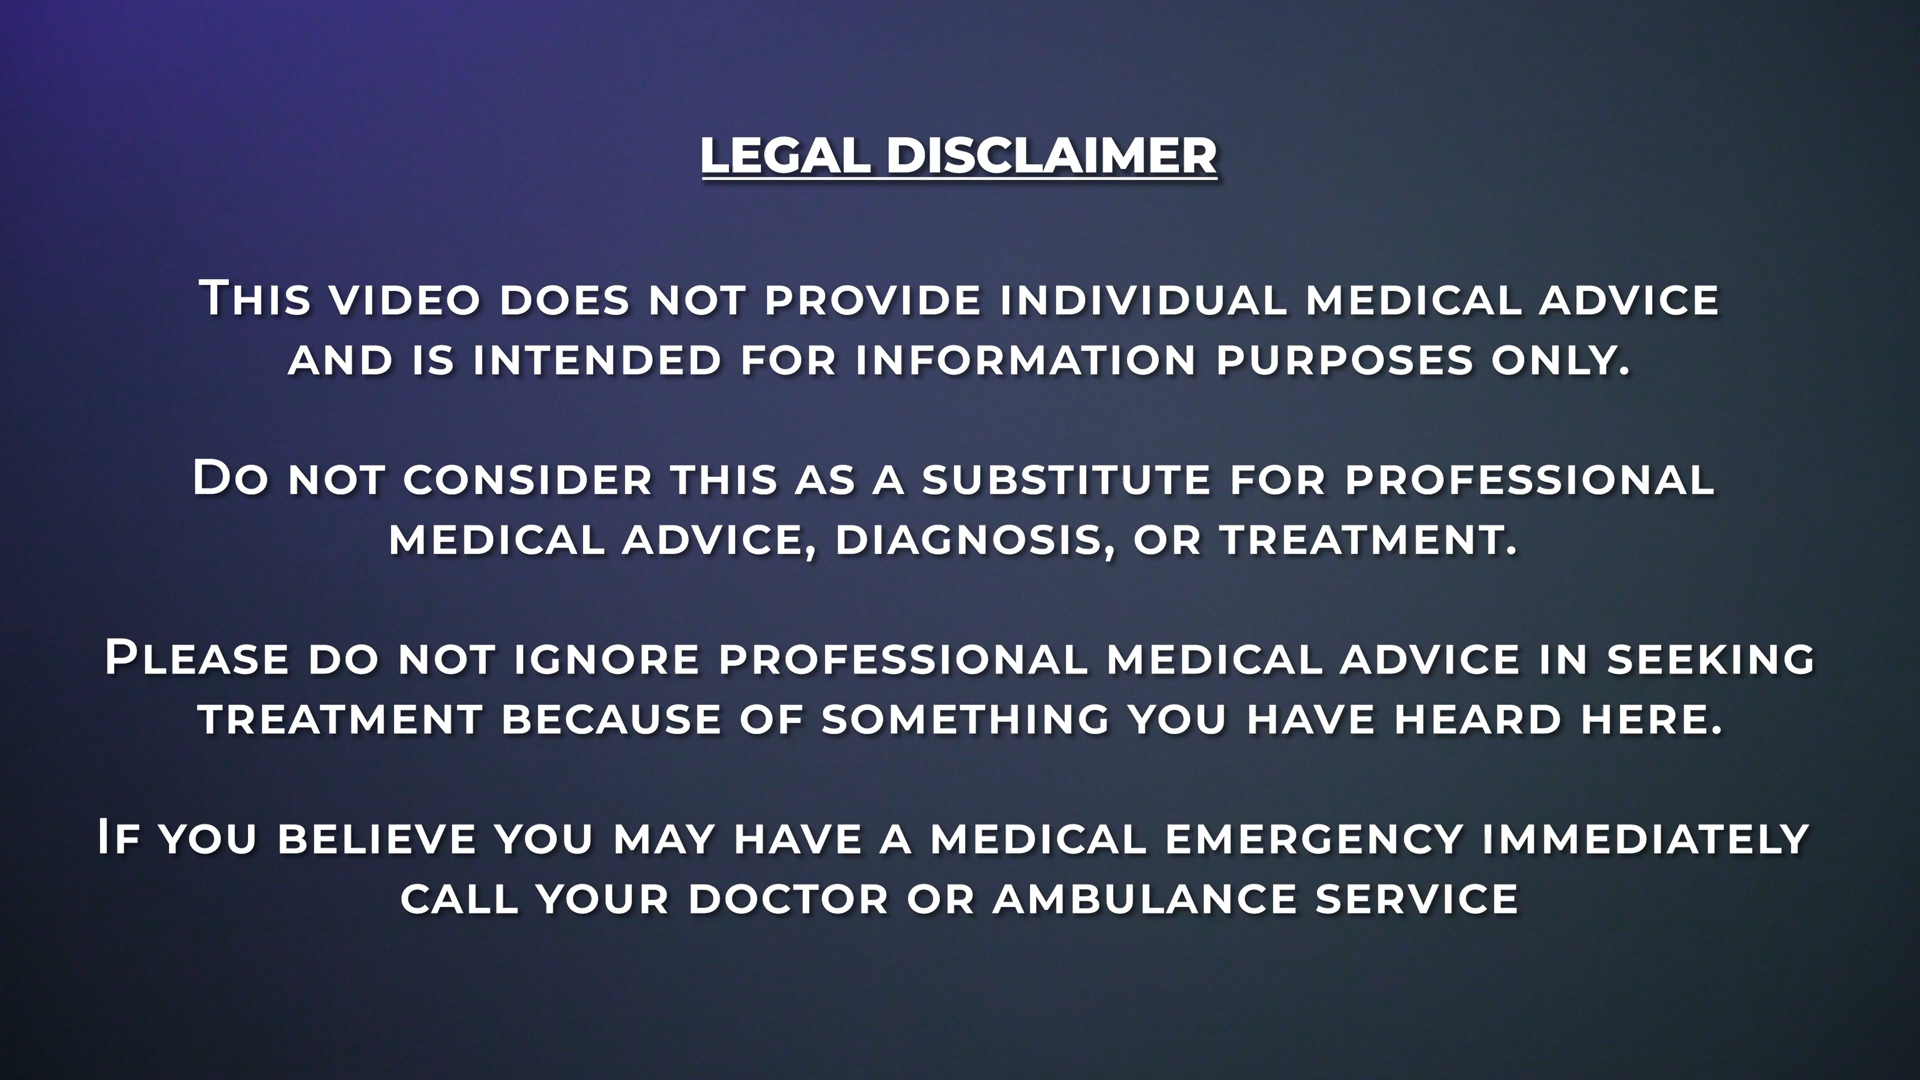 LEGAL DISCLAIMER
This video does not provide individual medical advice
and is intended for information purposes only.
Do not consider this as a substitute for professional
medical advice, diagnosis, or treatment.
Please do not ignore professional medical advice in seeking
treatment because of something you have heard here.
If you believe you may have a medical emergency immediately
call your doctor or ambulance service